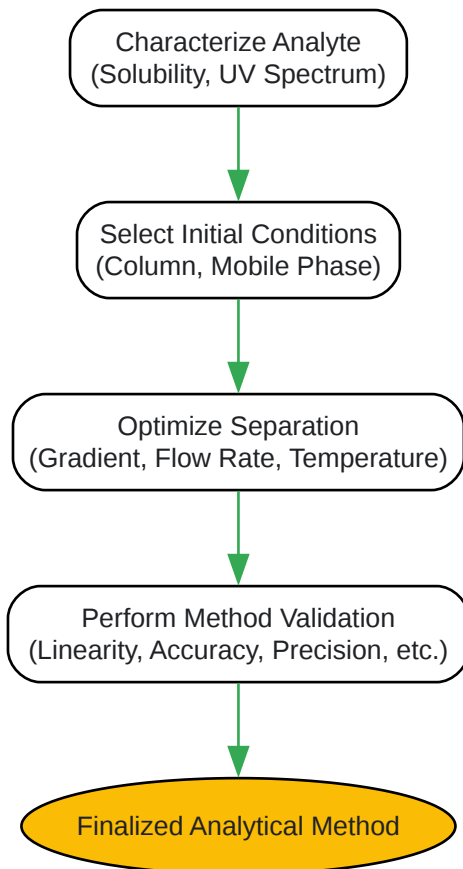 Characterize Analyte
(Solubility, UV Spectrum)
Select Initial Conditions
(Column, Mobile Phase)
Optimize Separation
(Gradient, Flow Rate, Temperature)
Perform Method Validation
(Linearity, Accuracy, Precision, etc.)
Finalized Analytical Method